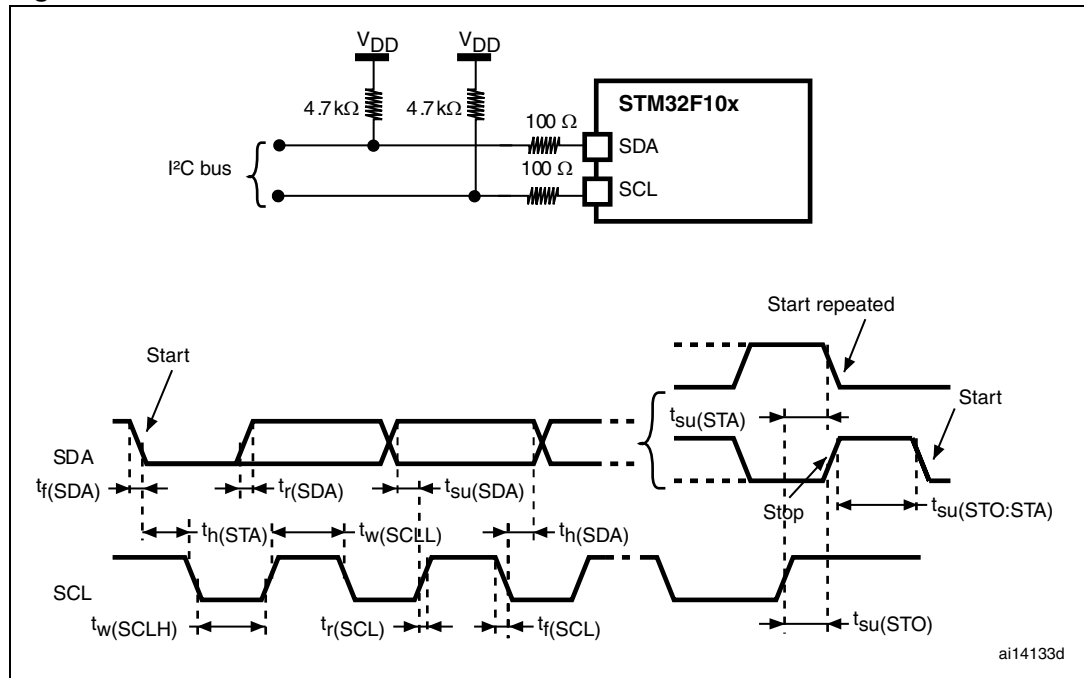 VDD VDD
STM32F10x
4.7kΩ 4.7kΩ
100 Ω
SDA
100 Ω
I²C bus
SCL
Start repeated
Start
Start
tsu(STA)
SDA
tf(SDA) tr(SDA) tsu(SDA)
Stop
tsu(STO:STA)
th(STA) tw(SCLL) th(SDA)
SCL
tw(SCLH) tr(SCL) tf(SCL) tsu(STO)
ai14133d